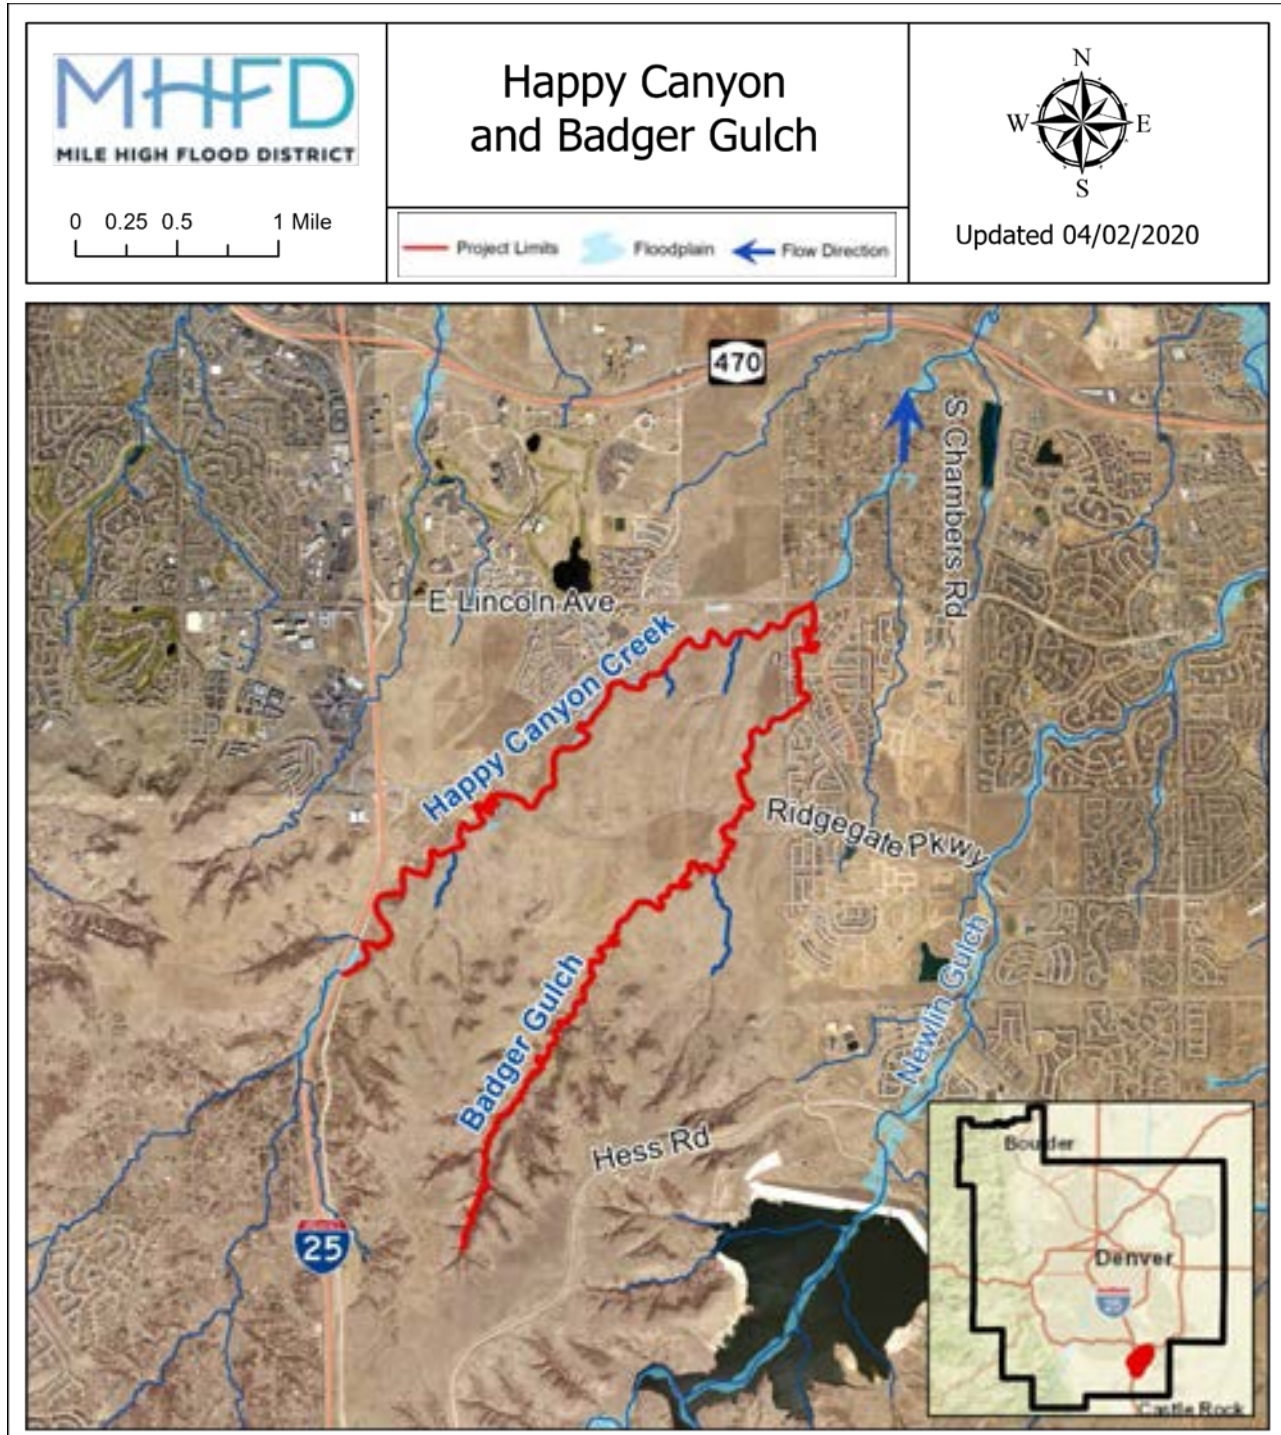 MHFD
MILE HIGH FLOOD DISTRICT
0 0.25 0.5 1 Mile
Happy Canyon
and Badger Gulch
Project Limits Floodplain Flow Direction
N
W E
S
Updated 04/02/2020
470
S Chambers Rd
E Lincoln Ave
Happy Canyon Creek
Ridgegate Pkwy
Badger Gulch
Newlin Gulch
Hess Rd
25
Boulder
Denver
25
Castle Rock